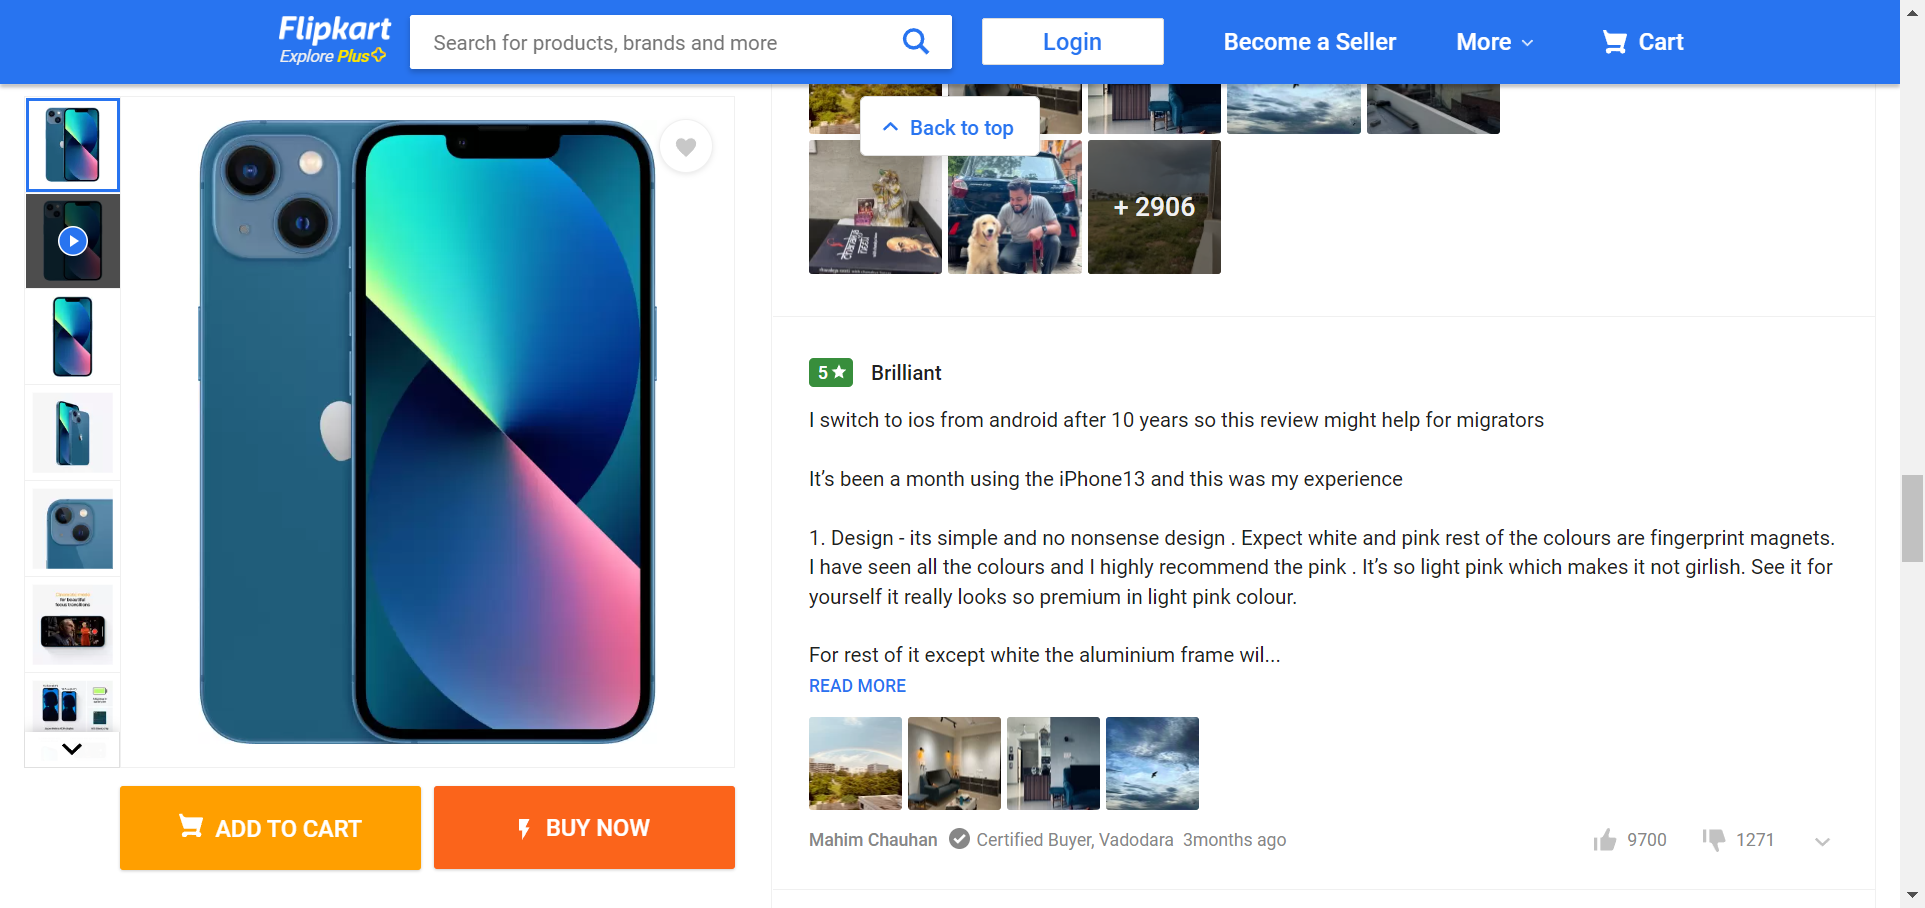 Flipkart
Explore Plus
Search for products, brands and more
Login
Become a Seller
More
Cart
Back to top
+ 2906
5
Brilliant
I switch to ios from android after 10 years so this review might help for migrators
It’s been a month using the iPhone13 and this was my experience
1. Design - its simple and no nonsense design . Expect white and pink rest of the colours are fingerprint magnets.
I have seen all the colours and I highly recommend the pink . It’s so light pink which makes it not girlish. See it for
yourself it really looks so premium in light pink colour.
For rest of it except white the aluminium frame wil...
READ MORE
Mahim Chauhan Certified Buyer, Vadodara 3months ago
9700
1271
for beautiful
focus transitions
ADD TO CART
BUY NOW